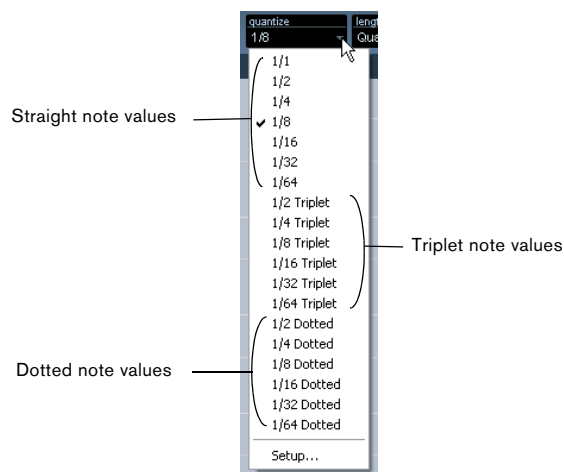 quantize
leng
1/8
Qua
1/1
1/2
1/4
Straight note values
1/8
1/16
1/32
1/64
1/2 Triplet
1/4 Triplet
1/8 Triplet
Triplet note values
1/16 Triplet
1/32 Triplet
1/64 Triplet
1/2 Dotted
1/4 Dotted
1/8 Dotted
Dotted note values
1/16 Dotted
1/32 Dotted
1/64 Dotted
Setup...